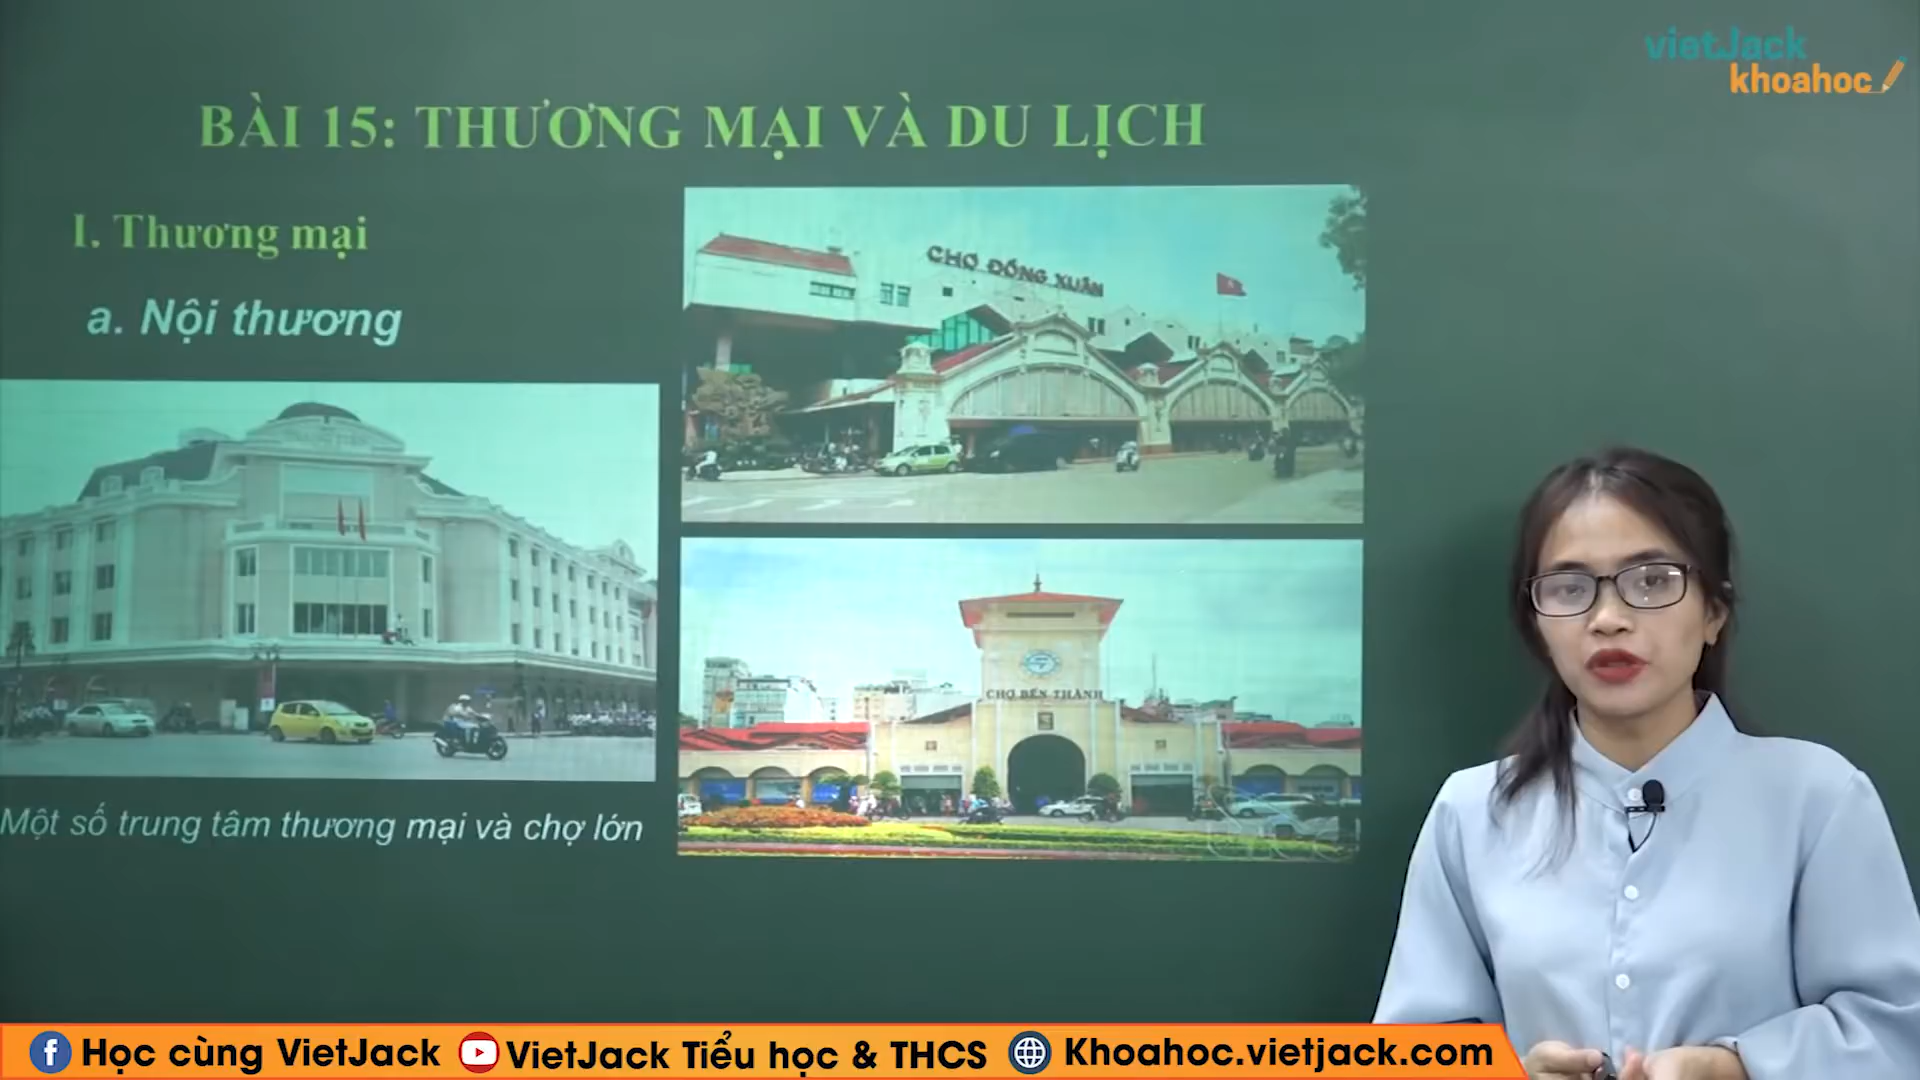 vietJack
khoahoc
BÀI 15: THƯƠNG MẠI VÀ DU LỊCH
I. Thương mại
a. Nội thương
CHỢ ĐỒNG XUÂN
CHỢ BẾN THÀNH
Một số trung tâm thương mại và chợ lớn
Học cùng VietJack
VietJack Tiểu học & THCS
Khoahoc.vietjack.com